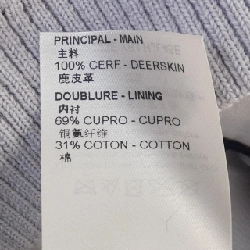 PRINCIPAL - MAIN
主料
100% CERF - DEERSKIN
鹿皮革
DOUBLURE - LINING
内衬
69% CUPRO - CUPRO
铜氨纤维
31% COTON - COTTON
棉